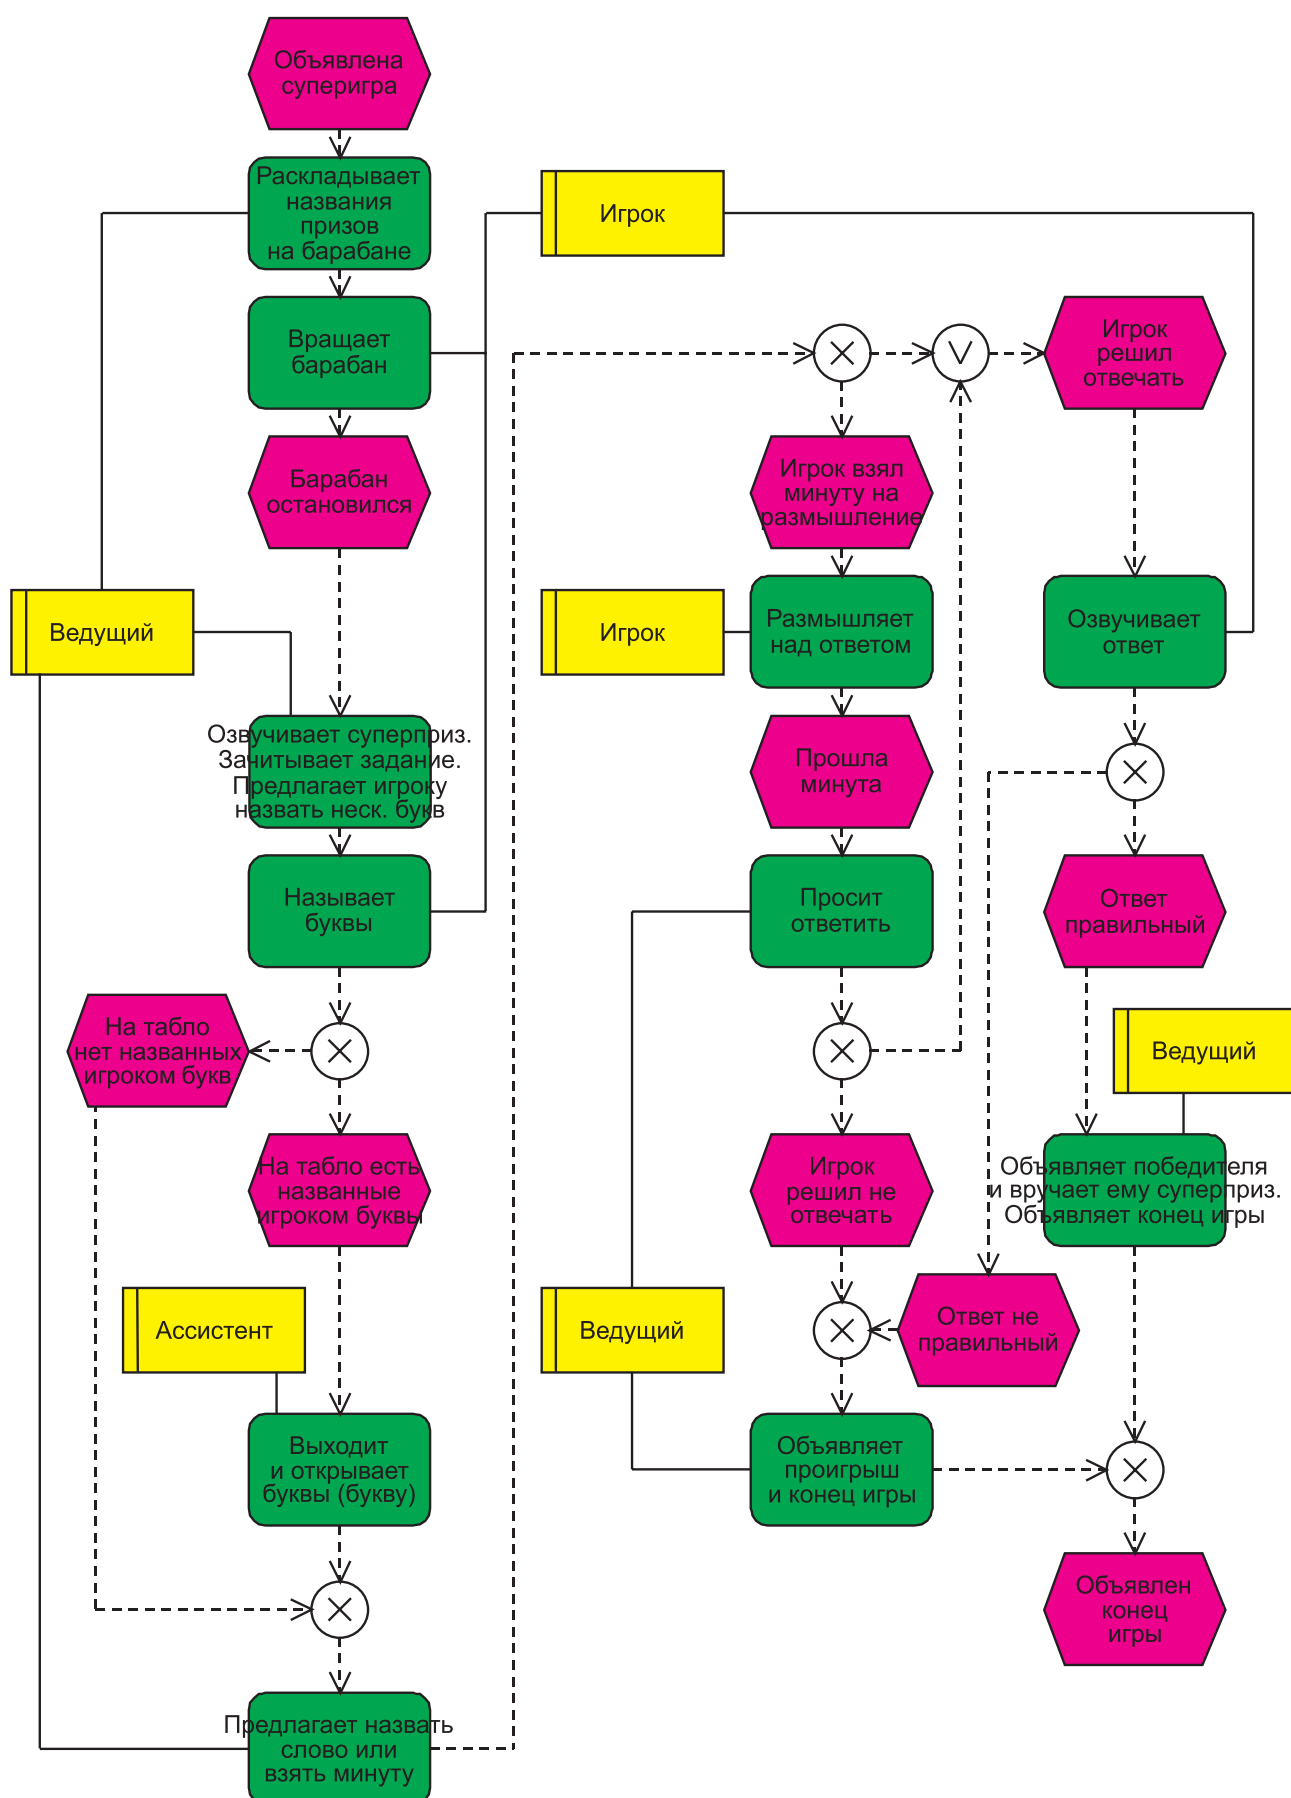 Объявлена
суперигра
Раскладывает
названия
призов
на барабане
Игрок
Вращает
барабан
Игрок
решил
отвечать
Барабан
остановился
Игрок взял
минуту на
размышление
Ведущий
Игрок
Размышляет
над ответом
Озвучивает
ответ
Озвучивает суперприз.
Зачитывает задание.
Предлагает игроку
назвать неск. букв
Прошла
минута
Называет
буквы
Просит
ответить
Ответ
правильный
На табло
нет названных
игроком букв
Ведущий
На табло есть
названные
игроком буквы
Игрок
решил не
отвечать
Объявляет победителя
и вручает ему суперприз.
Объявляет конец игры
Ассистент
Ведущий
Ответ не
правильный
Выходит
и открывает
буквы (букву)
Объявляет
проигрыш
и конец игры
Объявлен
конец
игры
Предлагает назвать
слово или
взять минуту